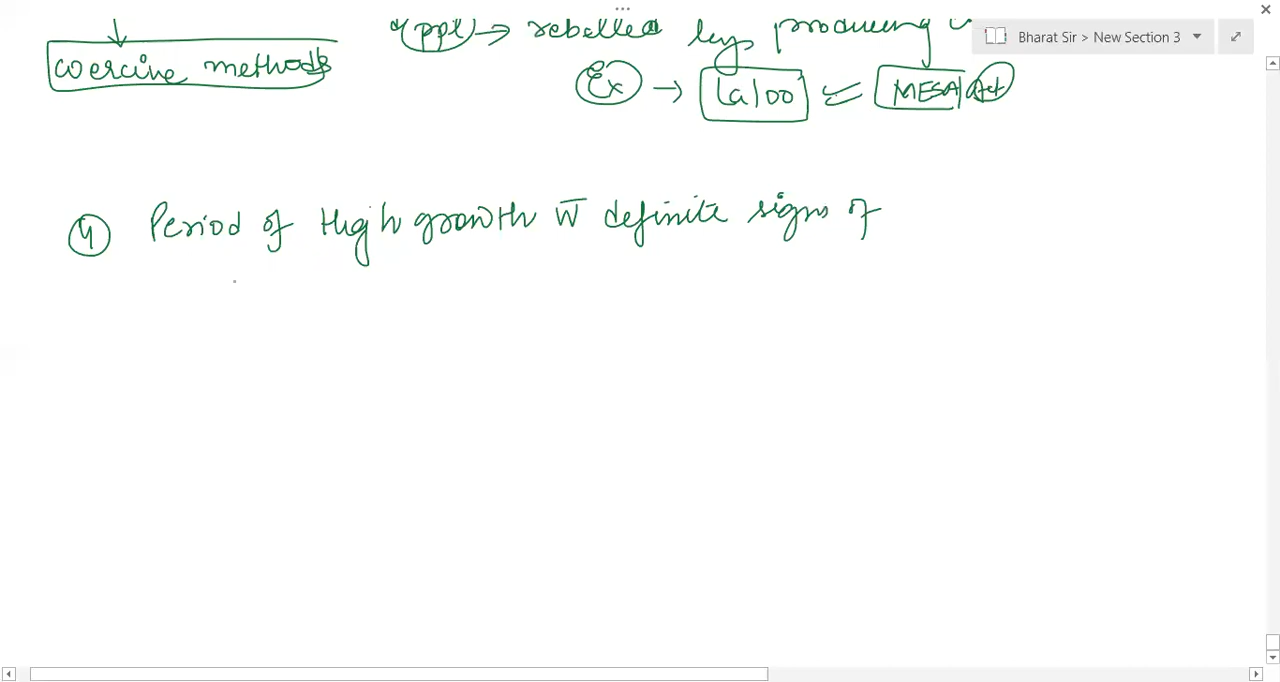 of ppl → rebelled by producing
Bharat Sir > New Section 3
coercive methods
Ex → Laloo MESA Act
4 Period of High growth w̅ definite signs of